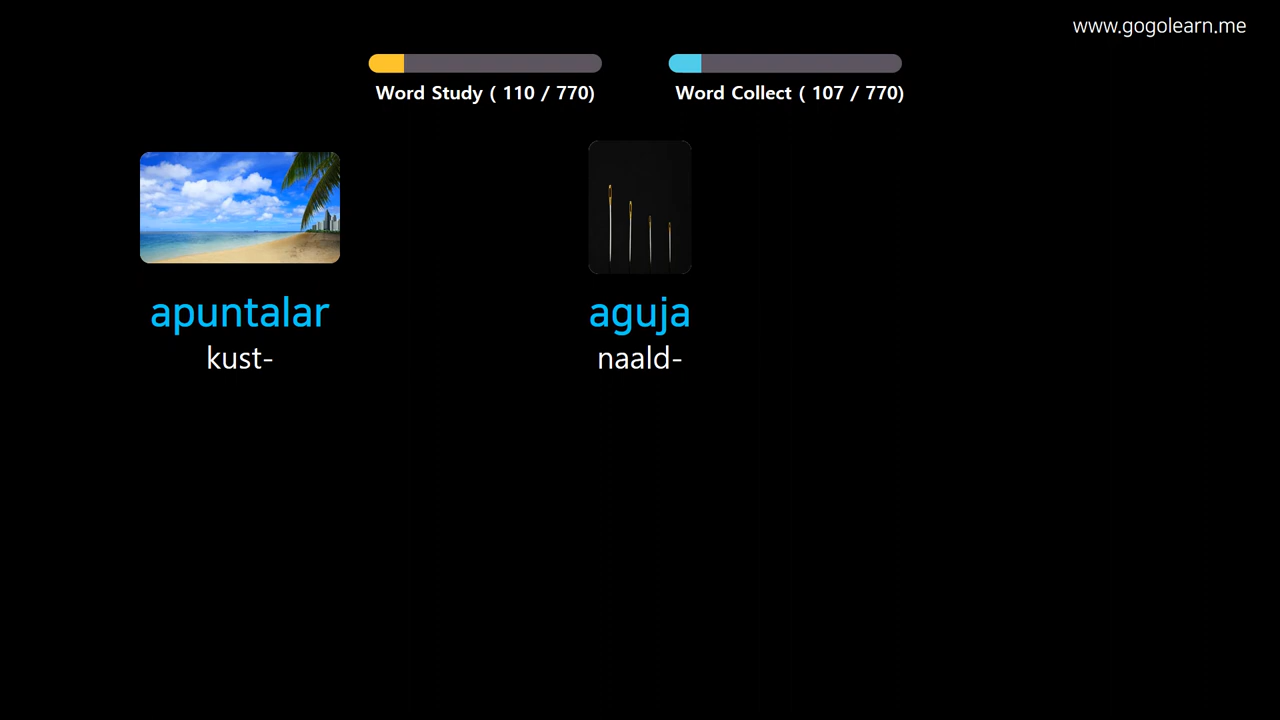 www.gogolearn.me
Word Study ( 110 / 770)
Word Collect ( 107 / 770)
apuntalar
kust-
aguja
naald-